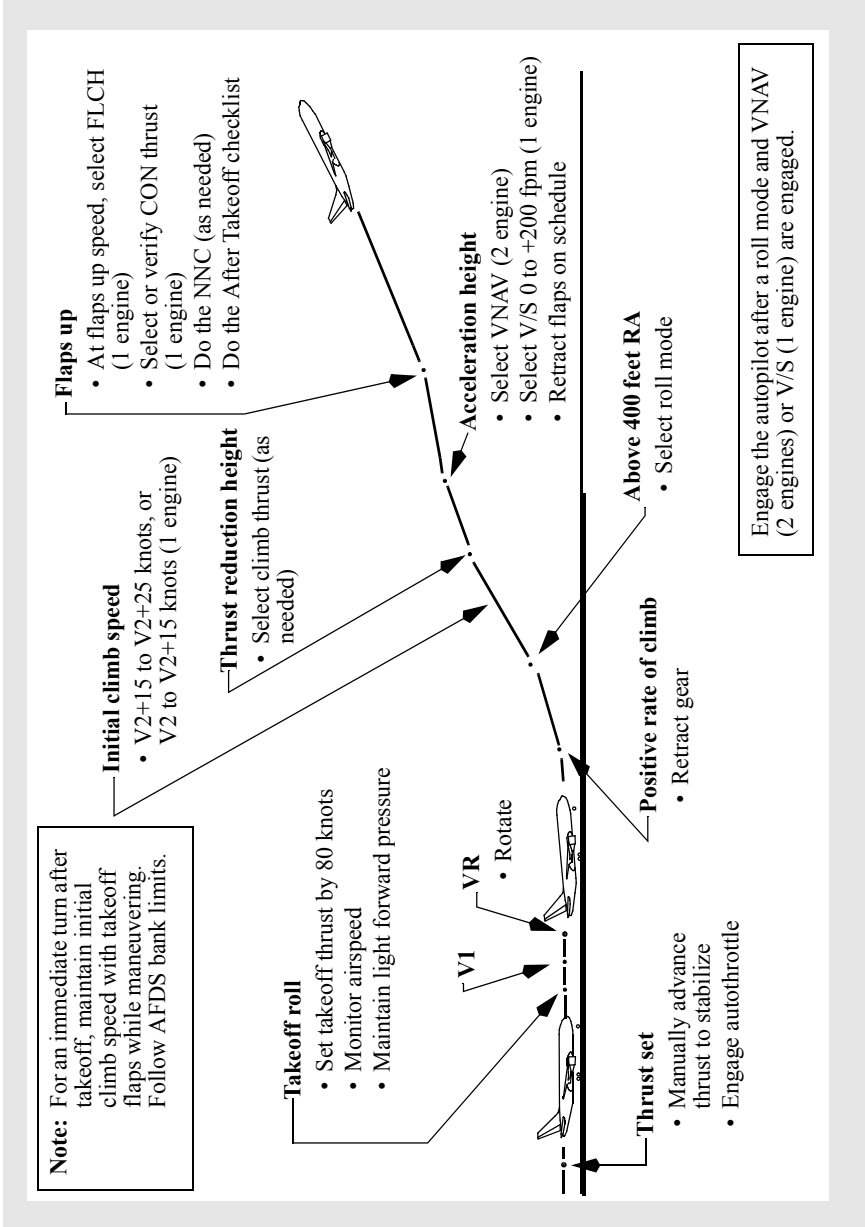 Note: For an immediate turn after
takeoff, maintain initial
climb speed with takeoff
flaps while maneuvering.
Follow AFDS bank limits.
Initial climb speed
• V2+15 to V2+25 knots, or
V2 to V2+15 knots (1 engine)
Flaps up
• At flaps up speed, select FLCH
(1 engine)
• Select or verify CON thrust
(1 engine)
• Do the NNC (as needed)
• Do the After Takeoff checklist
Thrust reduction height
• Select climb thrust (as
needed)
Takeoff roll
• Set takeoff thrust by 80 knots
• Monitor airspeed
• Maintain light forward pressure
V1
VR
• Rotate
Acceleration height
• Select VNAV (2 engine)
• Select V/S 0 to +200 fpm (1 engine)
• Retract flaps on schedule
Thrust set
• Manually advance
thrust to stabilize
• Engage autothrottle
Positive rate of climb
• Retract gear
Above 400 feet RA
• Select roll mode
Engage the autopilot after a roll mode and VNAV
(2 engines) or V/S (1 engine) are engaged.